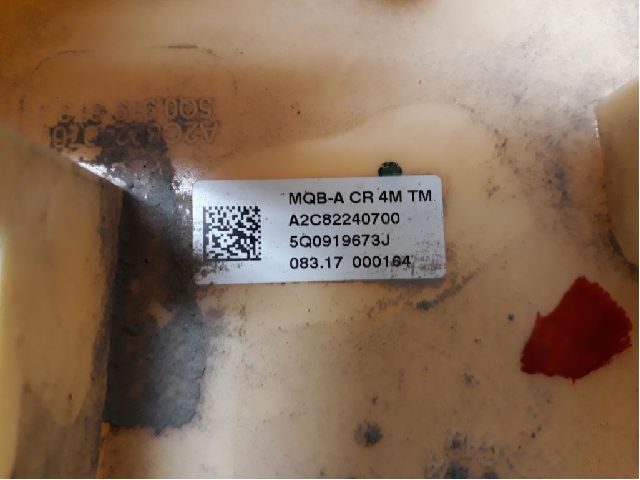 MQB-A CR 4M TM
A2C82240700
5Q0919673J
083.17 000164